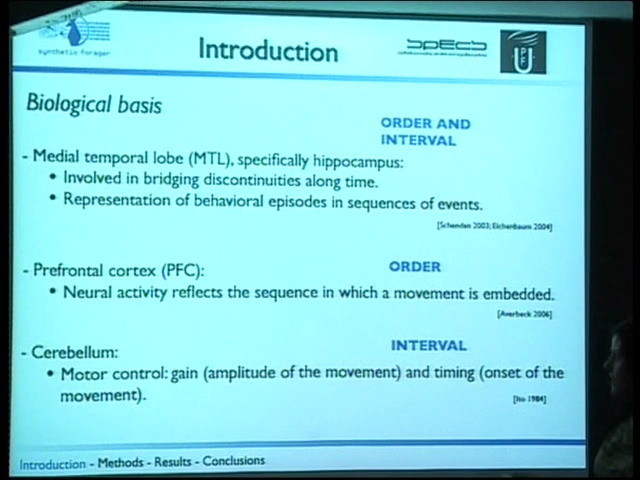 synthetic forager
Introduction
specs
UPF
Biological basis
ORDER AND
INTERVAL
- Medial temporal lobe (MTL), specifically hippocampus:
• Involved in bridging discontinuities along time.
• Representation of behavioral episodes in sequences of events.
[Schendan 2003; Eichenbaum 2004]
- Prefrontal cortex (PFC):
ORDER
• Neural activity reflects the sequence in which a movement is embedded.
[Averbeck 2006]
- Cerebellum:
INTERVAL
• Motor control: gain (amplitude of the movement) and timing (onset of the
movement).
[Ito 1984]
Introduction - Methods - Results - Conclusions